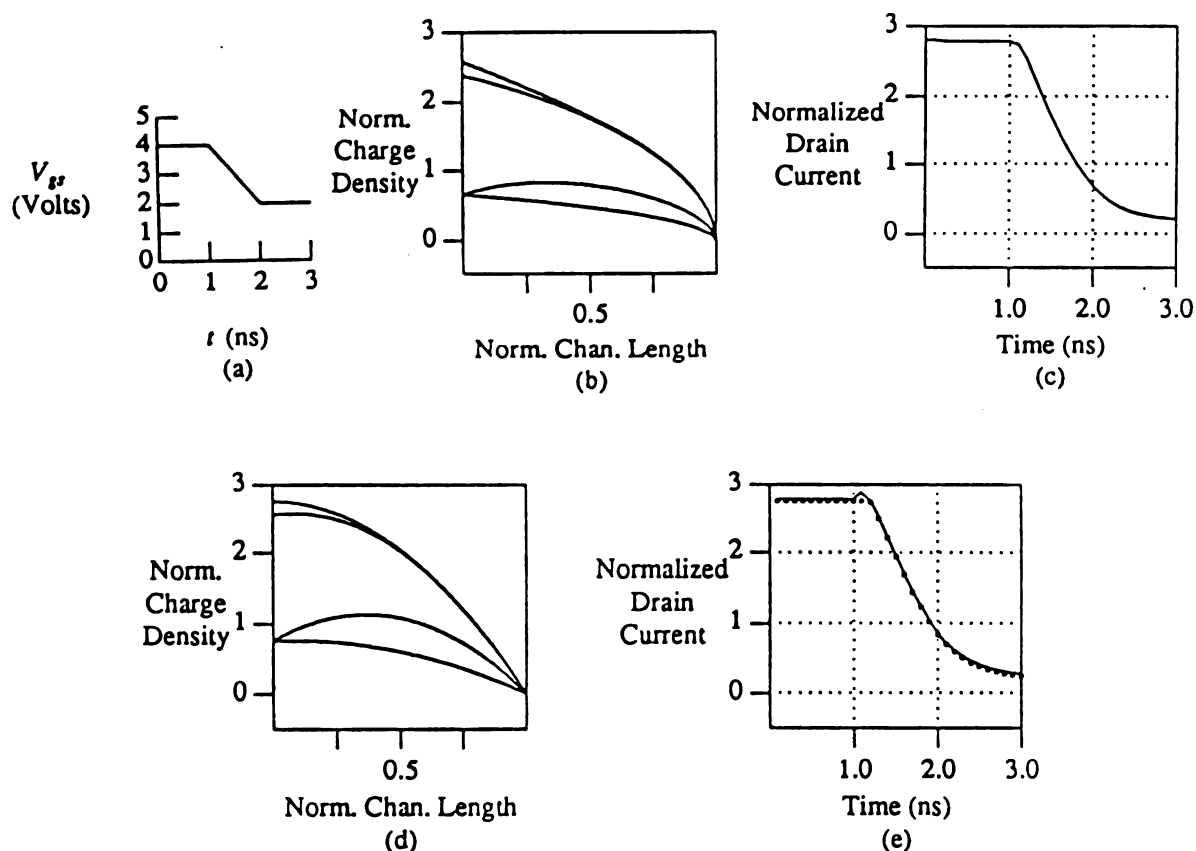 5
4
3
2
1
0
V_gs
(Volts)
0 1 2 3
t (ns)
(a)
3
2
1
0
Norm.
Charge
Density
0.5
Norm. Chan. Length
(b)
3
2
1
0
Normalized
Drain
Current
1.0 2.0 3.0
Time (ns)
(c)
3
2
1
0
Norm.
Charge
Density
0.5
Norm. Chan. Length
(d)
3
2
1
0
Normalized
Drain
Current
1.0 2.0 3.0
Time (ns)
(e)